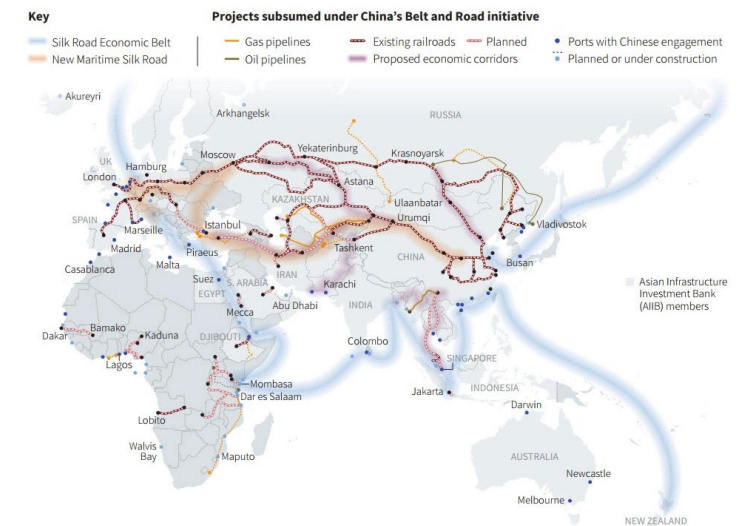 Key
Projects subsumed under China's Belt and Road initiative
Silk Road Economic Belt
Gas pipelines
Existing railroads
Planned
Ports with Chinese engagement
New Maritime Silk Road
Oil pipelines
Proposed economic corridors
Planned or under construction
Akureyri
Arkhangelsk
RUSSIA
UK
Hamburg
Moscow
Yekaterinburg
Krasnoyarsk
London
Astana
KAZAKHSTAN
Ulaanbatar
SPAIN
Marseille
Istanbul
Urumqi
Vladivostok
Madrid
Piraeus
Tashkent
Casablanca
Malta
CHINA
Busan
Suez
S. ARABIA
IRAN
EGYPT
Karachi
Asian Infrastructure
Investment Bank
(AIIB) members
Mecca
Abu Dhabi
INDIA
Dakar
Bamako
Kaduna
DJIBOUTI
Colombo
Lagos
SINGAPORE
Mombasa
Jakarta
INDONESIA
Dar es Salaam
Darwin
Lobito
Walvis
Bay
Maputo
AUSTRALIA
Newcastle
Melbourne
NEW ZEALAND